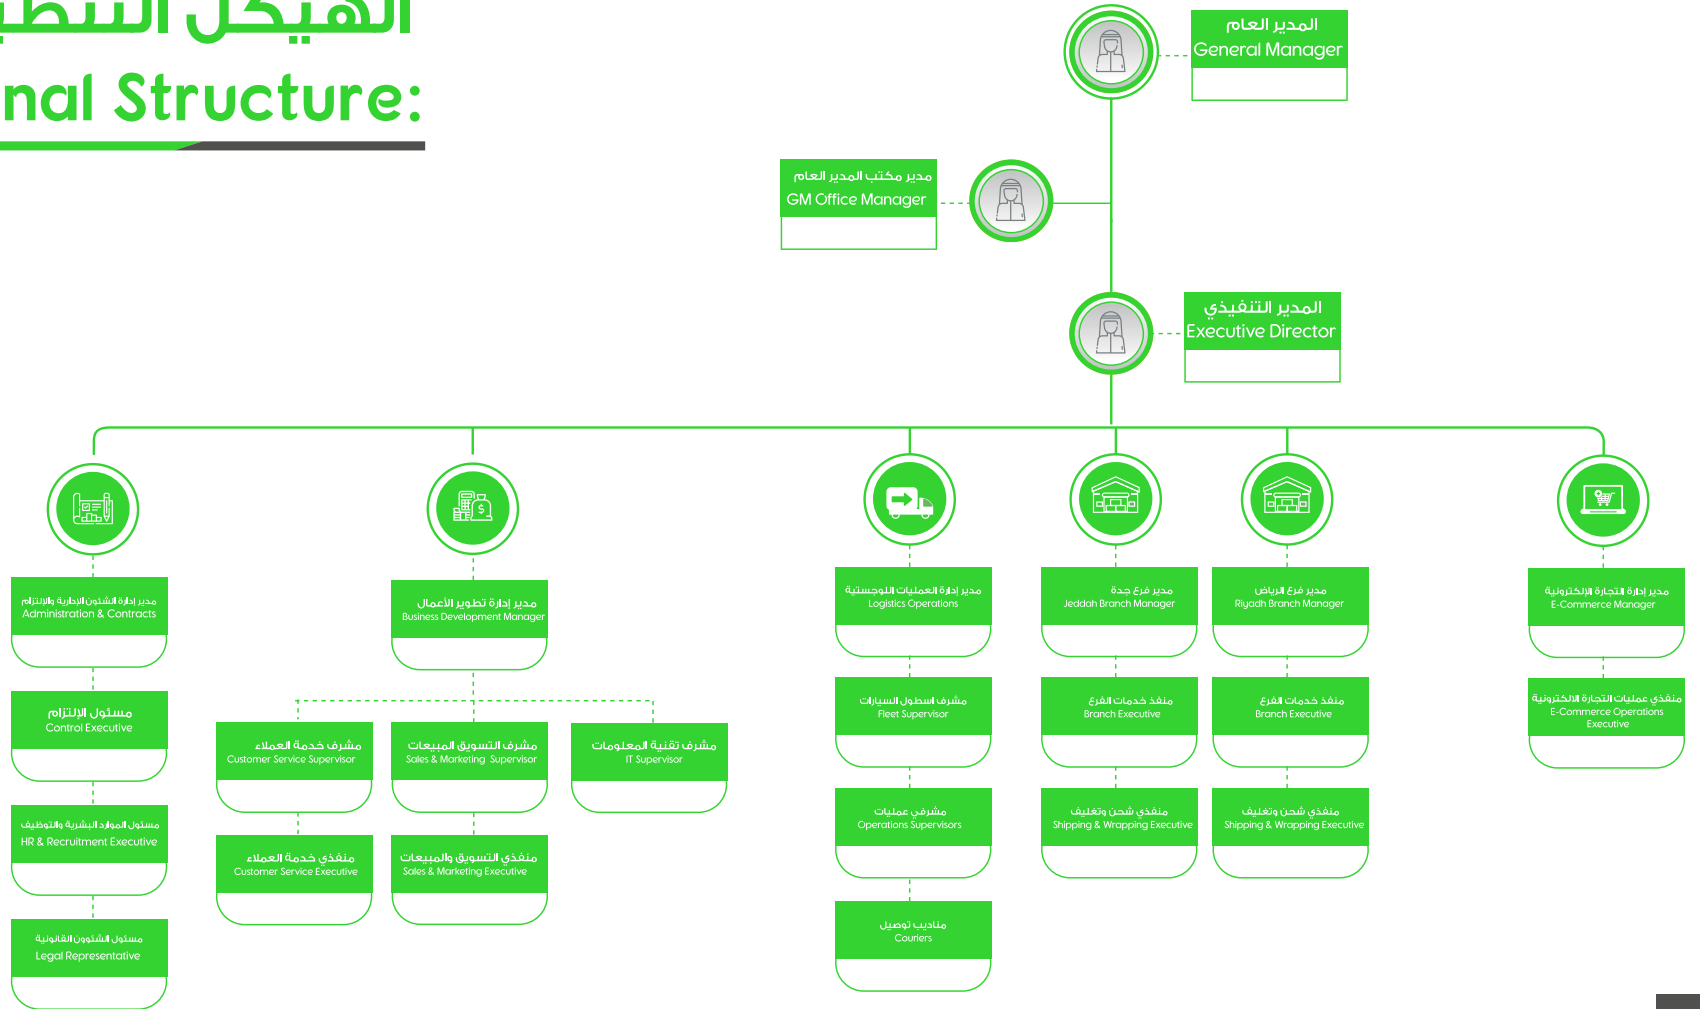 الهيكل
nal Structure:
المدير العام
General Manager
مدير مكتب المدير العام
GM Office Manager
المدير التنفيذي
Executive Director
مدير إدارة الشئون الإدارية والإلتزام
Administration & Contracts
مسئول الإلتزام
Control Executive
مسئول الموارد البشرية والتوظيف
HR & Recruitment Executive
مسئول الشئوون القانونية
Legal Representative
مدير إدارة تطوير الأعمال
Business Development Manager
مشرف خدمة العملاء
Customer Service Supervisor
منفذي خدمة العملاء
Customer Service Executive
مشرف التسويق المبيعات
Sales & Marketing Supervisor
منفذي التسويق والمبيعات
Sales & Marketing Executive
مشرف تقنية المعلومات
IT Supervisor
مدير إدارة العمليات اللوجستية
Logistics Operations
مشرف اسطول السيارات
Fleet Supervisor
مشرفي عمليات
Operations Supervisors
مناديب توصيل
Couriers
مدير فرع جدة
Jeddah Branch Manager
منفذ خدمات الفرع
Branch Executive
منفذي شحن وتغليف
Shipping & Wrapping Executive
مدير فرع الرياض
Riyadh Branch Manager
منفذ خدمات الفرع
Branch Executive
منفذي شحن وتغليف
Shipping & Wrapping Executive
مدير إدارة التجارة الإلكترونية
E-Commerce Manager
منفذي عمليات التجارة الالكترونية
E-Commerce Operations
Executive